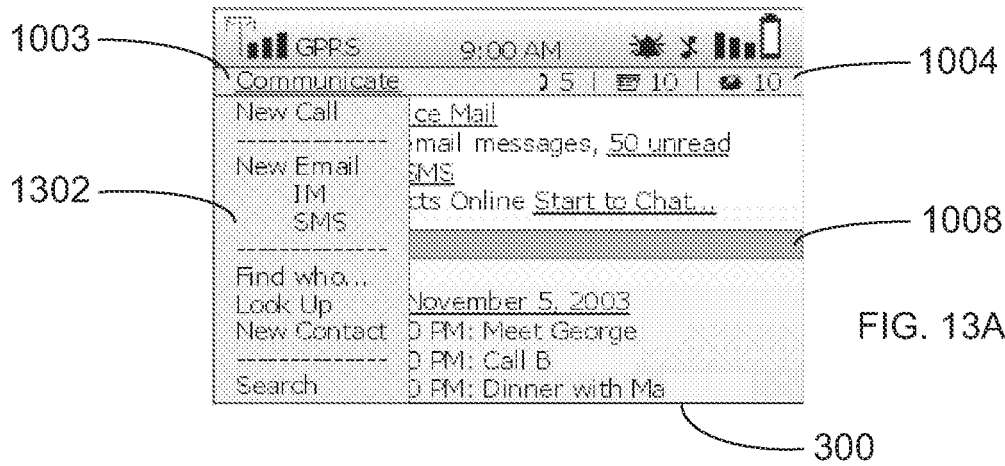 GPRS 9:00 AM
1003
1004
Communicate 5 | 10 | 10
New Call ce Mail
email messages, 50 unread
New Email SMS
IM cts Online Start to Chat...
1302
SMS
1008
Find who...
Look Up November 5, 2003
New Contact 0 PM: Meet George
FIG. 13A
0 PM: Call B
Search 0 PM: Dinner with Ma
300